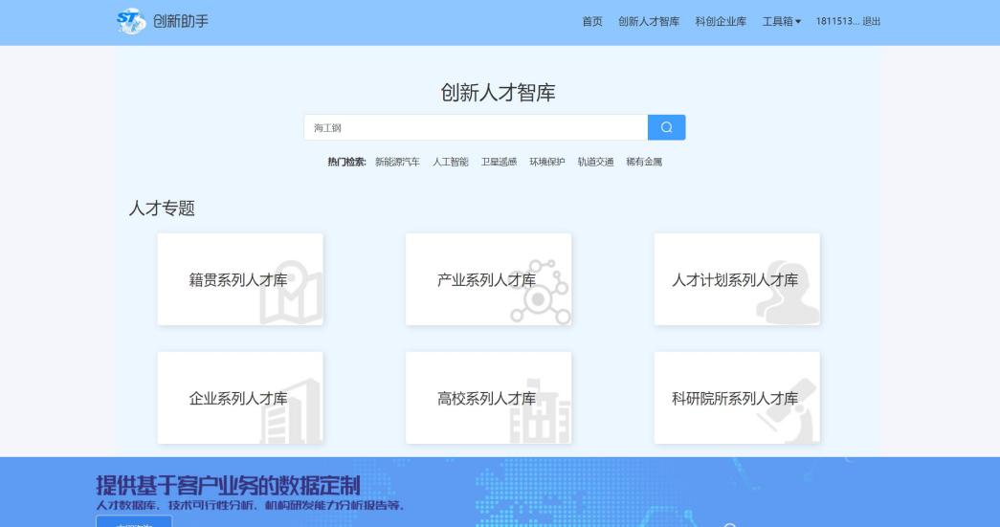 ST 创新助手
首页 创新人才智库 科创企业库 工具箱 1811513... 退出
创新人才智库
海工钢
热门检索: 新能源汽车 人工智能 卫星遥感 环境保护 轨道交通 稀有金属
人才专题
籍贯系列人才库 产业系列人才库 人才计划系列人才库
企业系列人才库 高校系列人才库 科研院所系列人才库
提供基于客户业务的数据定制
人才数据库、技术可行性分析、机构研发能力分析报告等。